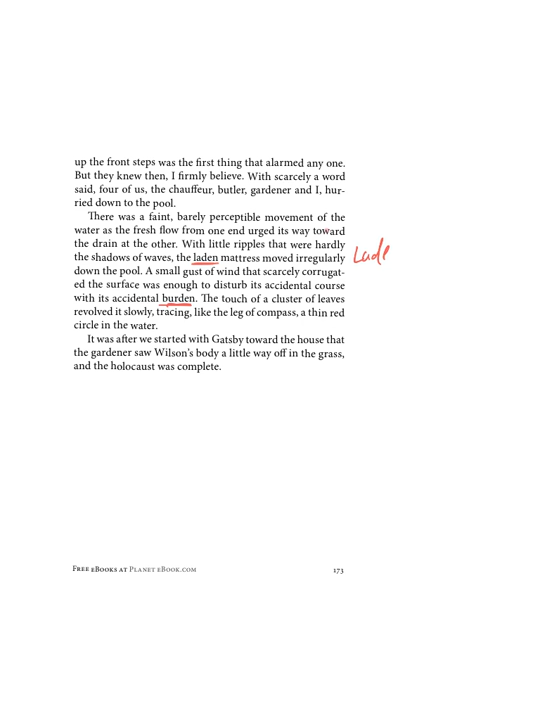 up the front steps was the first thing that alarmed any one.
But they knew then, I firmly believe. With scarcely a word
said, four of us, the chauffeur, butler, gardener and I, hur-
ried down to the pool.
There was a faint, barely perceptible movement of the
water as the fresh flow from one end urged its way toward
the drain at the other. With little ripples that were hardly
the shadows of waves, the laden mattress moved irregularly
Lade
down the pool. A small gust of wind that scarcely corrugat-
ed the surface was enough to disturb its accidental course
with its accidental burden. The touch of a cluster of leaves
revolved it slowly, tracing, like the leg of compass, a thin red
circle in the water.
It was after we started with Gatsby toward the house that
the gardener saw Wilson's body a little way off in the grass,
and the holocaust was complete.
Free eBooks at Planet eBook.com
173